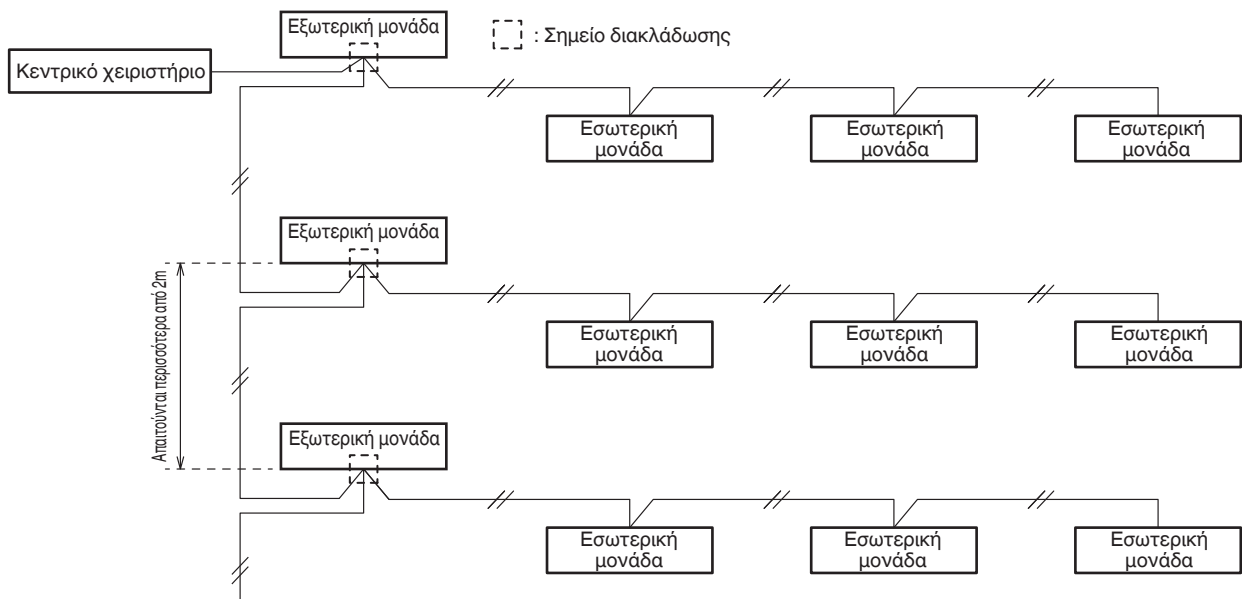 Εξωτερική μονάδα
: Σημείο διακλάδωσης
Κεντρικό χειριστήριο
Εσωτερική
μονάδα
Εσωτερική
μονάδα
Εσωτερική
μονάδα
Εξωτερική μονάδα
Απαιτούνται περισσότερα από 2m
Εσωτερική
μονάδα
Εσωτερική
μονάδα
Εσωτερική
μονάδα
Εξωτερική μονάδα
Εσωτερική
μονάδα
Εσωτερική
μονάδα
Εσωτερική
μονάδα